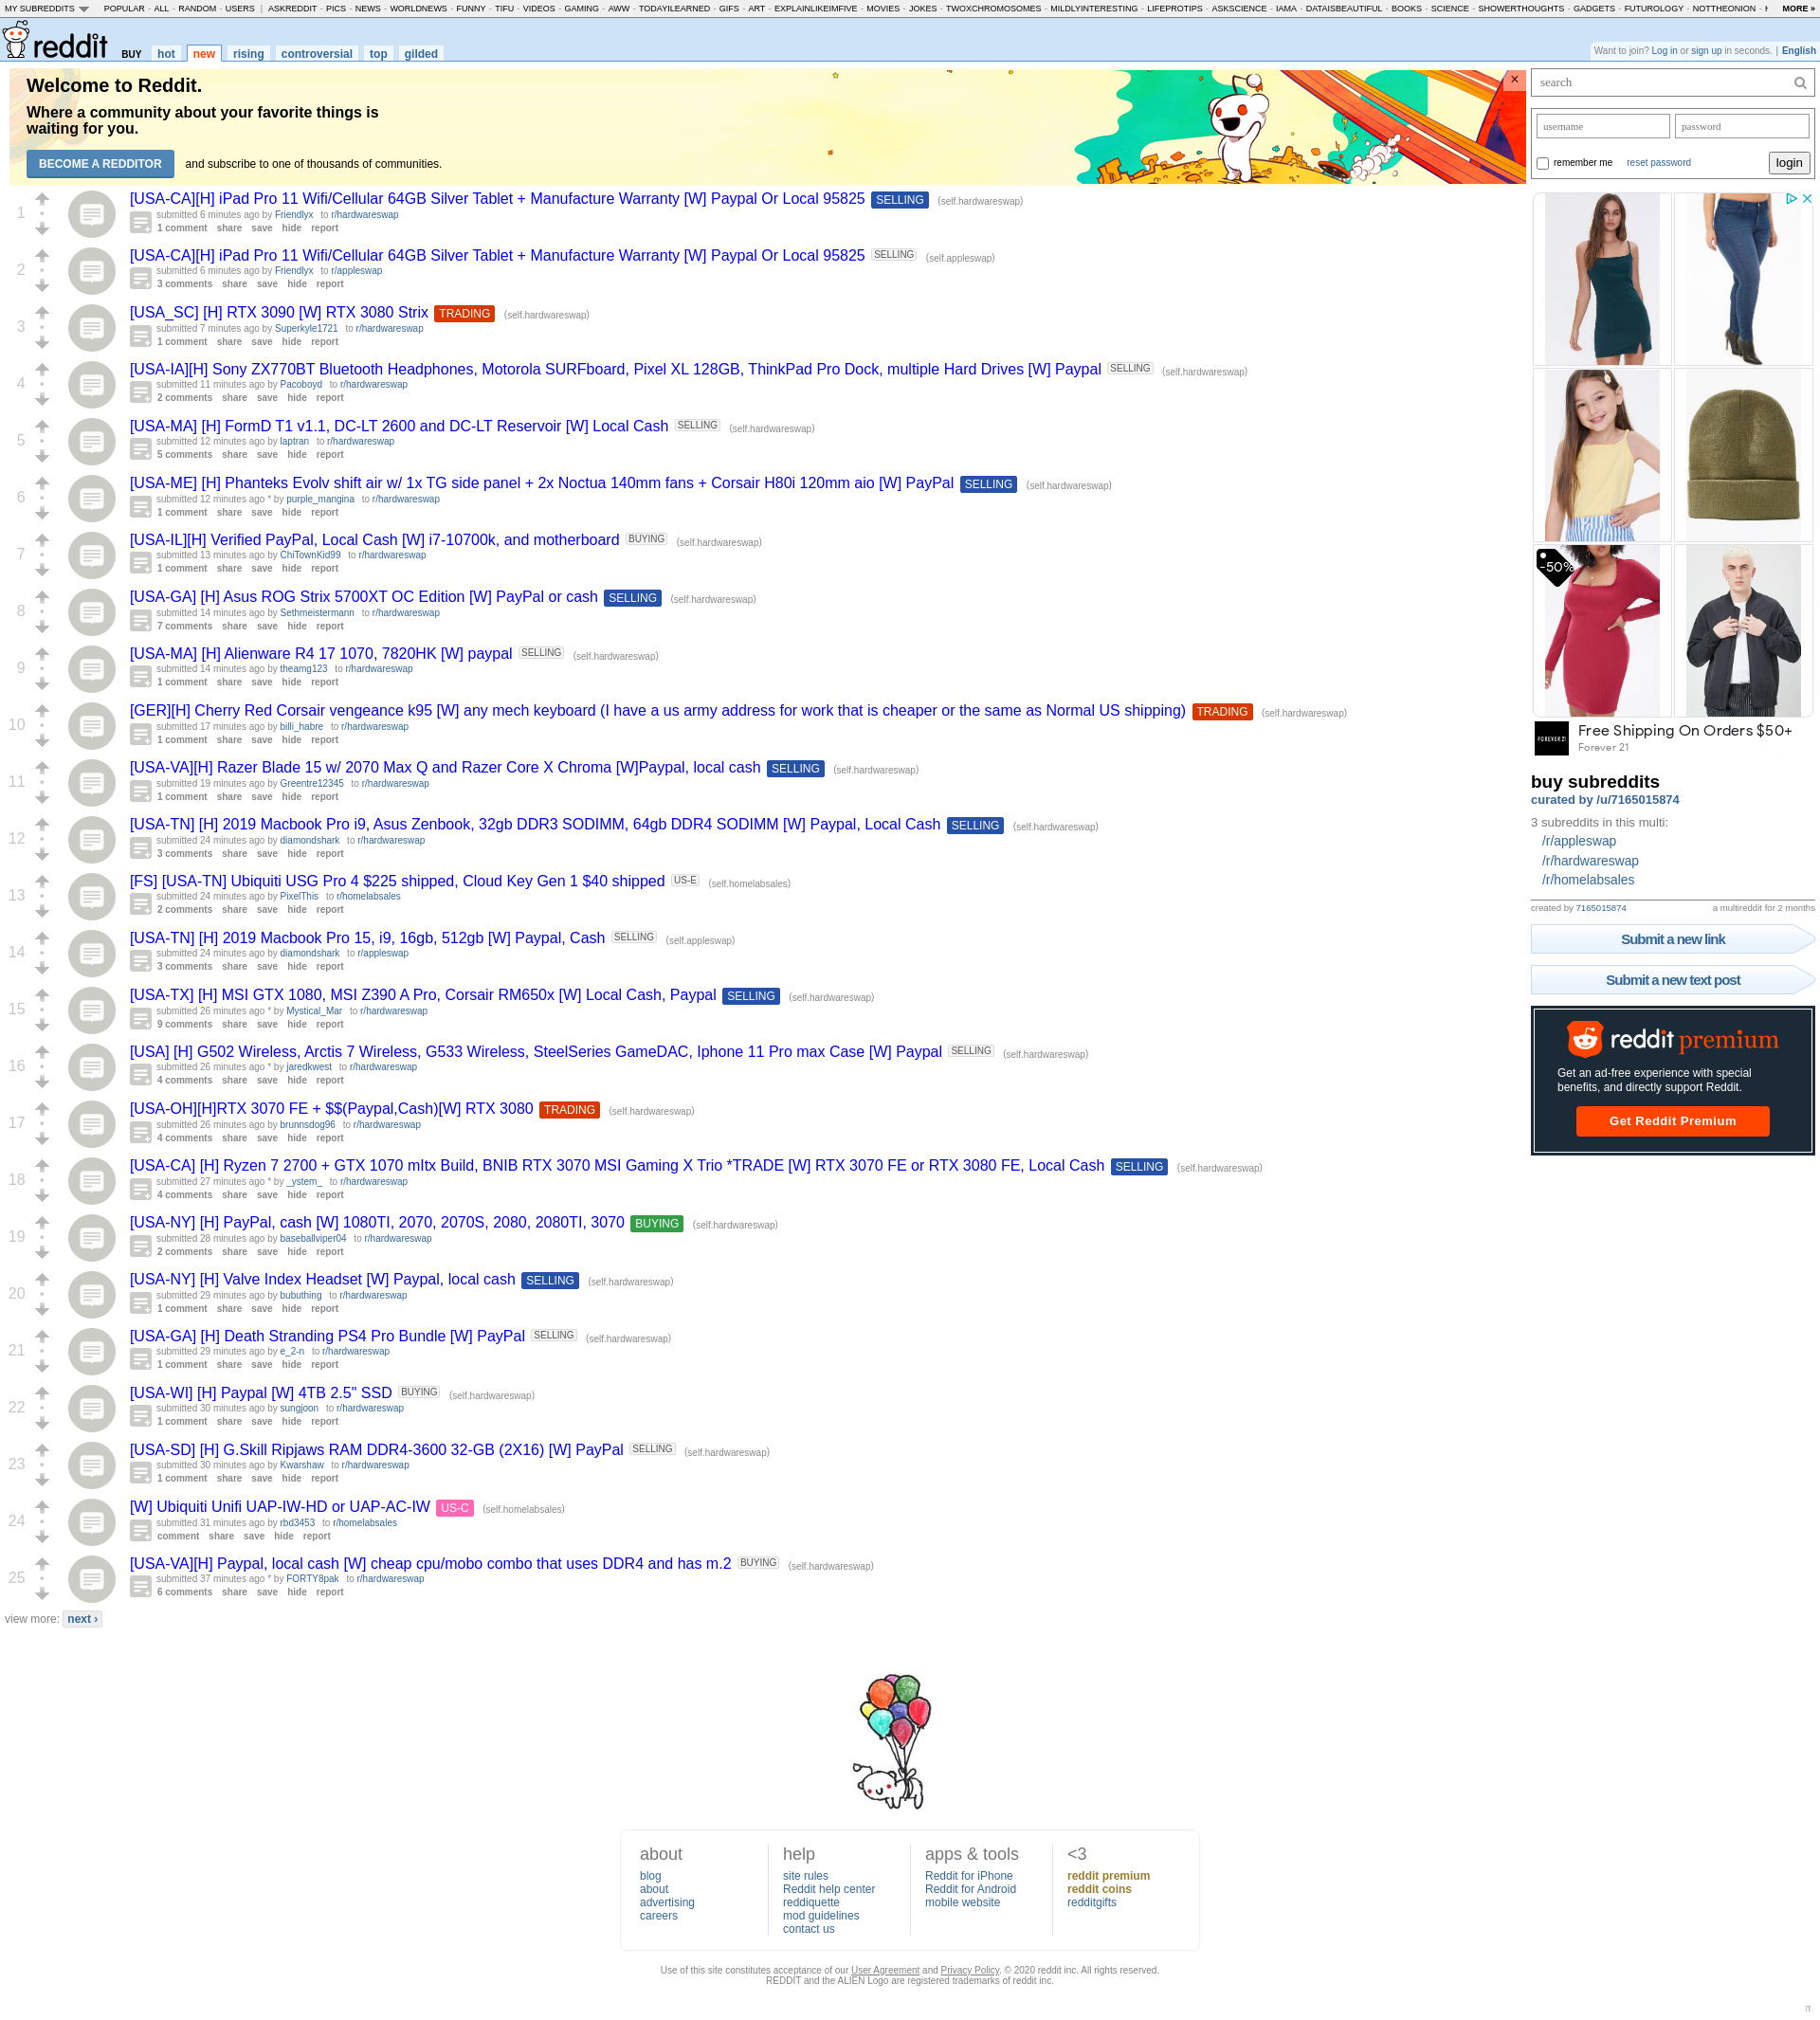 MY SUBREDDITS POPULAR - ALL - RANDOM - USERS | ASKREDDIT - PICS - NEWS - WORLDNEWS - FUNNY - TIFU - VIDEOS - GAMING - AWW - TODAYILEARNED - GIFS - ART - EXPLAINLIKEIMFIVE - MOVIES - JOKES - TWOXCHROMOSOMES - MILDLYINTERESTING - LIFEPROTIPS - ASKSCIENCE - IAMA - DATAISBEAUTIFUL - BOOKS - SCIENCE - SHOWERTHOUGHTS - GADGETS - FUTUROLOGY - NOTTHEONION - MORE »
reddit BUY hot new rising controversial top gilded
Want to join? Log in or sign up in seconds. | English
Welcome to Reddit.
Where a community about your favorite things is
waiting for you.
BECOME A REDDITOR and subscribe to one of thousands of communities.
×
1
[USA-CA][H] iPad Pro 11 Wifi/Cellular 64GB Silver Tablet + Manufacture Warranty [W] Paypal Or Local 95825 SELLING (self.hardwareswap)
submitted 6 minutes ago by Friendlyx to r/hardwareswap
1 comment share save hide report
2
[USA-CA][H] iPad Pro 11 Wifi/Cellular 64GB Silver Tablet + Manufacture Warranty [W] Paypal Or Local 95825 SELLING (self.appleswap)
submitted 6 minutes ago by Friendlyx to r/appleswap
3 comments share save hide report
3
[USA_SC] [H] RTX 3090 [W] RTX 3080 Strix TRADING (self.hardwareswap)
submitted 7 minutes ago by Superkyle1721 to r/hardwareswap
1 comment share save hide report
4
[USA-IA][H] Sony ZX770BT Bluetooth Headphones, Motorola SURFboard, Pixel XL 128GB, ThinkPad Pro Dock, multiple Hard Drives [W] Paypal SELLING (self.hardwareswap)
submitted 11 minutes ago by Pacoboyd to r/hardwareswap
2 comments share save hide report
5
[USA-MA] [H] FormD T1 v1.1, DC-LT 2600 and DC-LT Reservoir [W] Local Cash SELLING (self.hardwareswap)
submitted 12 minutes ago by laptran to r/hardwareswap
5 comments share save hide report
6
[USA-ME] [H] Phanteks Evolv shift air w/ 1x TG side panel + 2x Noctua 140mm fans + Corsair H80i 120mm aio [W] PayPal SELLING (self.hardwareswap)
submitted 12 minutes ago * by purple_mangina to r/hardwareswap
1 comment share save hide report
7
[USA-IL][H] Verified PayPal, Local Cash [W] i7-10700k, and motherboard BUYING (self.hardwareswap)
submitted 13 minutes ago by ChiTownKid99 to r/hardwareswap
1 comment share save hide report
8
[USA-GA] [H] Asus ROG Strix 5700XT OC Edition [W] PayPal or cash SELLING (self.hardwareswap)
submitted 14 minutes ago by Sethmeistermann to r/hardwareswap
7 comments share save hide report
9
[USA-MA] [H] Alienware R4 17 1070, 7820HK [W] paypal SELLING (self.hardwareswap)
submitted 14 minutes ago by theamg123 to r/hardwareswap
1 comment share save hide report
10
[GER][H] Cherry Red Corsair vengeance k95 [W] any mech keyboard (I have a us army address for work that is cheaper or the same as Normal US shipping) TRADING (self.hardwareswap)
submitted 17 minutes ago by billi_habre to r/hardwareswap
1 comment share save hide report
11
[USA-VA][H] Razer Blade 15 w/ 2070 Max Q and Razer Core X Chroma [W]Paypal, local cash SELLING (self.hardwareswap)
submitted 19 minutes ago by Greentre12345 to r/hardwareswap
1 comment share save hide report
12
[USA-TN] [H] 2019 Macbook Pro i9, Asus Zenbook, 32gb DDR3 SODIMM, 64gb DDR4 SODIMM [W] Paypal, Local Cash SELLING (self.hardwareswap)
submitted 24 minutes ago by diamondshark to r/hardwareswap
3 comments share save hide report
13
[FS] [USA-TN] Ubiquiti USG Pro 4 $225 shipped, Cloud Key Gen 1 $40 shipped US-E (self.homelabsales)
submitted 24 minutes ago by PixelThis to r/homelabsales
2 comments share save hide report
14
[USA-TN] [H] 2019 Macbook Pro 15, i9, 16gb, 512gb [W] Paypal, Cash SELLING (self.appleswap)
submitted 24 minutes ago by diamondshark to r/appleswap
3 comments share save hide report
15
[USA-TX] [H] MSI GTX 1080, MSI Z390 A Pro, Corsair RM650x [W] Local Cash, Paypal SELLING (self.hardwareswap)
submitted 26 minutes ago * by Mystical_Mar to r/hardwareswap
9 comments share save hide report
16
[USA] [H] G502 Wireless, Arctis 7 Wireless, G533 Wireless, SteelSeries GameDAC, Iphone 11 Pro max Case [W] Paypal SELLING (self.hardwareswap)
submitted 26 minutes ago * by jaredkwest to r/hardwareswap
4 comments share save hide report
17
[USA-OH][H]RTX 3070 FE + $$(Paypal,Cash)[W] RTX 3080 TRADING (self.hardwareswap)
submitted 26 minutes ago by brunnsdog96 to r/hardwareswap
4 comments share save hide report
18
[USA-CA] [H] Ryzen 7 2700 + GTX 1070 mItx Build, BNIB RTX 3070 MSI Gaming X Trio *TRADE [W] RTX 3070 FE or RTX 3080 FE, Local Cash SELLING (self.hardwareswap)
submitted 27 minutes ago * by _ystem_ to r/hardwareswap
4 comments share save hide report
19
[USA-NY] [H] PayPal, cash [W] 1080TI, 2070, 2070S, 2080, 2080TI, 3070 BUYING (self.hardwareswap)
submitted 28 minutes ago by baseballviper04 to r/hardwareswap
2 comments share save hide report
20
[USA-NY] [H] Valve Index Headset [W] Paypal, local cash SELLING (self.hardwareswap)
submitted 29 minutes ago by bubuthing to r/hardwareswap
1 comment share save hide report
21
[USA-GA] [H] Death Stranding PS4 Pro Bundle [W] PayPal SELLING (self.hardwareswap)
submitted 29 minutes ago by e_2-n to r/hardwareswap
1 comment share save hide report
22
[USA-WI] [H] Paypal [W] 4TB 2.5" SSD BUYING (self.hardwareswap)
submitted 30 minutes ago by sungjoon to r/hardwareswap
1 comment share save hide report
23
[USA-SD] [H] G.Skill Ripjaws RAM DDR4-3600 32-GB (2X16) [W] PayPal SELLING (self.hardwareswap)
submitted 30 minutes ago by Kwarshaw to r/hardwareswap
1 comment share save hide report
24
[W] Ubiquiti Unifi UAP-IW-HD or UAP-AC-IW US-C (self.homelabsales)
submitted 31 minutes ago by rbd3453 to r/homelabsales
comment share save hide report
25
[USA-VA][H] Paypal, local cash [W] cheap cpu/mobo combo that uses DDR4 and has m.2 BUYING (self.hardwareswap)
submitted 37 minutes ago * by FORTY8pak to r/hardwareswap
6 comments share save hide report
view more: next ›
search
username password
remember me reset password login
-50%
FOREVER 21
Free Shipping On Orders $50+
Forever 21
buy subreddits
curated by /u/7165015874
3 subreddits in this multi:
/r/appleswap
/r/hardwareswap
/r/homelabsales
created by 7165015874 a multireddit for 2 months
Submit a new link
Submit a new text post
reddit premium
Get an ad-free experience with special
benefits, and directly support Reddit.
Get Reddit Premium
about
blog
about
advertising
careers
help
site rules
Reddit help center
reddiquette
mod guidelines
contact us
apps & tools
Reddit for iPhone
Reddit for Android
mobile website
<3
reddit premium
reddit coins
redditgifts
Use of this site constitutes acceptance of our User Agreement and Privacy Policy. © 2020 reddit inc. All rights reserved.
REDDIT and the ALIEN Logo are registered trademarks of reddit inc.
π